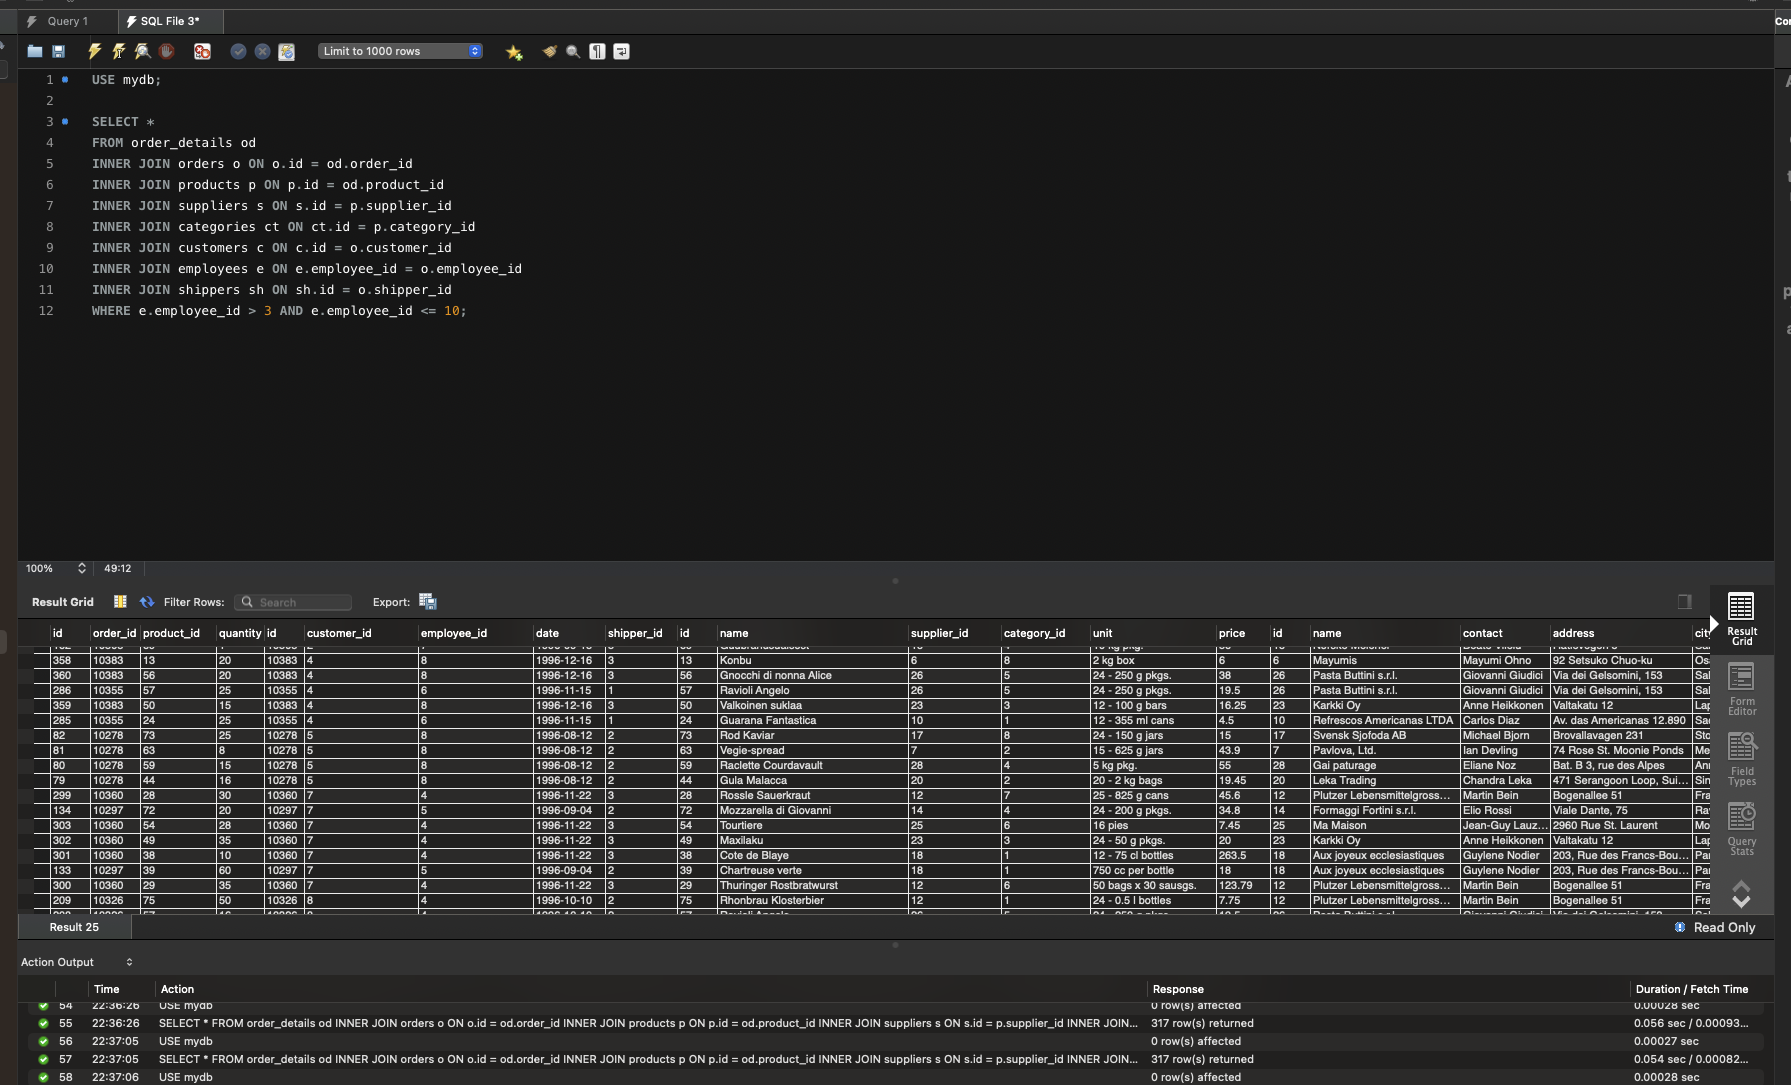 Query 1
SQL File 3*
Limit to 1000 rows
1 USE mydb;
2
3 SELECT *
4 FROM order_details od
5 INNER JOIN orders o ON o.id = od.order_id
6 INNER JOIN products p ON p.id = od.product_id
7 INNER JOIN suppliers s ON s.id = p.supplier_id
8 INNER JOIN categories ct ON ct.id = p.category_id
9 INNER JOIN customers c ON c.id = o.customer_id
10 INNER JOIN employees e ON e.employee_id = o.employee_id
11 INNER JOIN shippers sh ON sh.id = o.shipper_id
12 WHERE e.employee_id > 3 AND e.employee_id <= 10;
100% 49:12
Result Grid Filter Rows: Search Export:
id order_id product_id quantity id customer_id employee_id date shipper_id id name supplier_id category_id unit price id name contact address
358 10383 13 20 10383 4 8 1996-12-16 3 13 Konbu 6 8 2 kg box 6 6 Mayumis Mayumi Ohno 92 Setsuko Chuo-ku
360 10383 56 20 10383 4 8 1996-12-16 3 56 Gnocchi di nonna Alice 26 5 24 - 250 g pkgs. 38 26 Pasta Buttini s.r.l. Giovanni Giudici Via dei Gelsomini, 153
286 10355 57 25 10355 4 6 1996-11-15 1 57 Ravioli Angelo 26 5 24 - 250 g pkgs. 19.5 26 Pasta Buttini s.r.l. Giovanni Giudici Via dei Gelsomini, 153
359 10383 50 15 10383 4 8 1996-12-16 3 50 Valkoinen suklaa 23 3 12 - 100 g bars 16.25 23 Karkki Oy Anne Heikkonen Valtakatu 12
285 10355 24 25 10355 4 6 1996-11-15 1 24 Guarana Fantastica 10 1 12 - 355 ml cans 4.5 10 Refrescos Americanas LTDA Carlos Diaz Av. das Americanas 12.890
82 10278 73 15 10278 5 8 1996-08-12 2 73 Rod Kaviar 17 8 24 - 150 g jars 15 17 Svensk Sjofoda AB Michael Bjorn Brovallavagen 231
81 10278 63 8 10278 5 8 1996-08-12 2 63 Vegie-spread 7 2 15 - 625 g jars 43.9 7 Pavlova, Ltd. Ian Devling 74 Rose St. Moonie Ponds
80 10278 59 15 10278 5 8 1996-08-12 2 59 Raclette Courdavault 28 4 5 kg pkg. 55 28 Gai paturage Eliane Noz Bat. B 3, rue des Alpes
79 10278 44 16 10278 5 8 1996-08-12 2 44 Gula Malacca 20 2 20 - 2 kg bags 19.45 20 Leka Trading Chandra Leka 471 Serangoon Loop, Sui...
299 10360 28 30 10360 7 4 1996-11-22 3 28 Rossle Sauerkraut 12 7 25 - 825 g cans 45.6 12 Plutzer Lebensmittelgross... Martin Bein Bogenallee 51
134 10297 72 20 10297 7 5 1996-09-04 2 72 Mozzarella di Giovanni 14 4 24 - 200 g pkgs. 34.8 14 Formaggi Fortini s.r.l. Elio Rossi Viale Dante, 75
303 10360 54 28 10360 7 4 1996-11-22 3 54 Tourtiere 25 6 16 pies 7.45 25 Ma Maison Jean-Guy Lauz... 2960 Rue St. Laurent
302 10360 49 35 10360 7 4 1996-11-22 3 49 Maxilaku 23 3 24 - 50 g pkgs. 20 23 Karkki Oy Anne Heikkonen Valtakatu 12
301 10360 38 10 10360 7 4 1996-11-22 3 38 Cote de Blaye 18 1 12 - 75 cl bottles 263.5 18 Aux joyeux ecclesiastiques Guylene Nodier 203, Rue des Francs-Bou...
133 10297 39 60 10297 7 5 1996-09-04 2 39 Chartreuse verte 18 1 750 cc per bottle 18 18 Aux joyeux ecclesiastiques Guylene Nodier 203, Rue des Francs-Bou...
300 10360 29 35 10360 7 4 1996-11-22 3 29 Thuringer Rostbratwurst 12 6 50 bags x 30 sausgs. 123.79 12 Plutzer Lebensmittelgross... Martin Bein Bogenallee 51
209 10326 75 50 10326 8 4 1996-10-10 2 75 Rhonbrau Klosterbier 12 1 24 - 0.5 l bottles 7.75 12 Plutzer Lebensmittelgross... Martin Bein Bogenallee 51
Result Grid
Form Editor
Field Types
Query Stats
Result 25 Read Only
Action Output
Time Action Response Duration / Fetch Time
54 22:36:26 USE mydb 0 row(s) affected 0.00028 sec
55 22:36:26 SELECT * FROM order_details od INNER JOIN orders o ON o.id = od.order_id INNER JOIN products p ON p.id = od.product_id INNER JOIN suppliers s ON s.id = p.supplier_id INNER JOIN... 317 row(s) returned 0.056 sec / 0.00093...
56 22:37:05 USE mydb 0 row(s) affected 0.00027 sec
57 22:37:05 SELECT * FROM order_details od INNER JOIN orders o ON o.id = od.order_id INNER JOIN products p ON p.id = od.product_id INNER JOIN suppliers s ON s.id = p.supplier_id INNER JOIN... 317 row(s) returned 0.054 sec / 0.00082...
58 22:37:06 USE mydb 0 row(s) affected 0.00028 sec